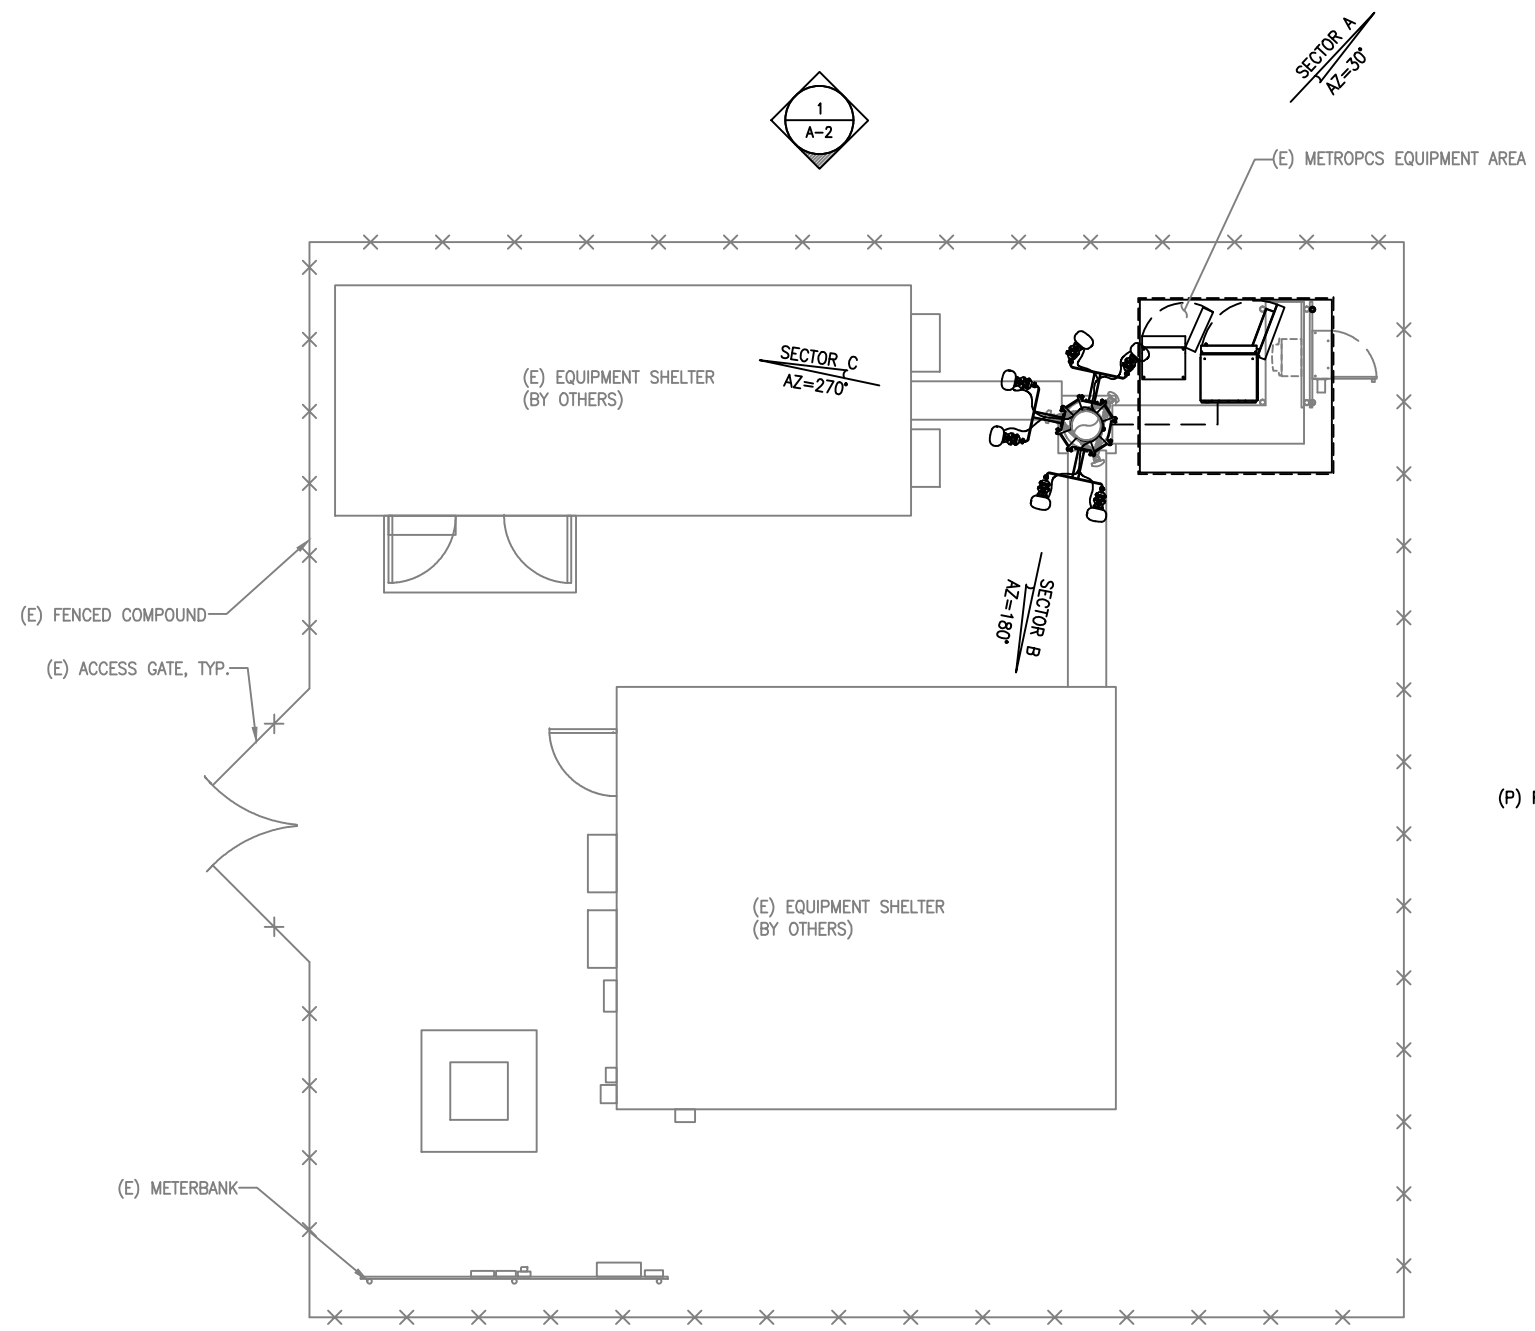 SECTOR A
AZ=30°
1
A-2
(E) METROPCS EQUIPMENT AREA
SECTOR C
AZ=270°
(E) EQUIPMENT SHELTER
(BY OTHERS)
SECTOR B
AZ=180°
(E) FENCED COMPOUND
(E) ACCESS GATE, TYP.
(P)
(E) EQUIPMENT SHELTER
(BY OTHERS)
(E) METERBANK